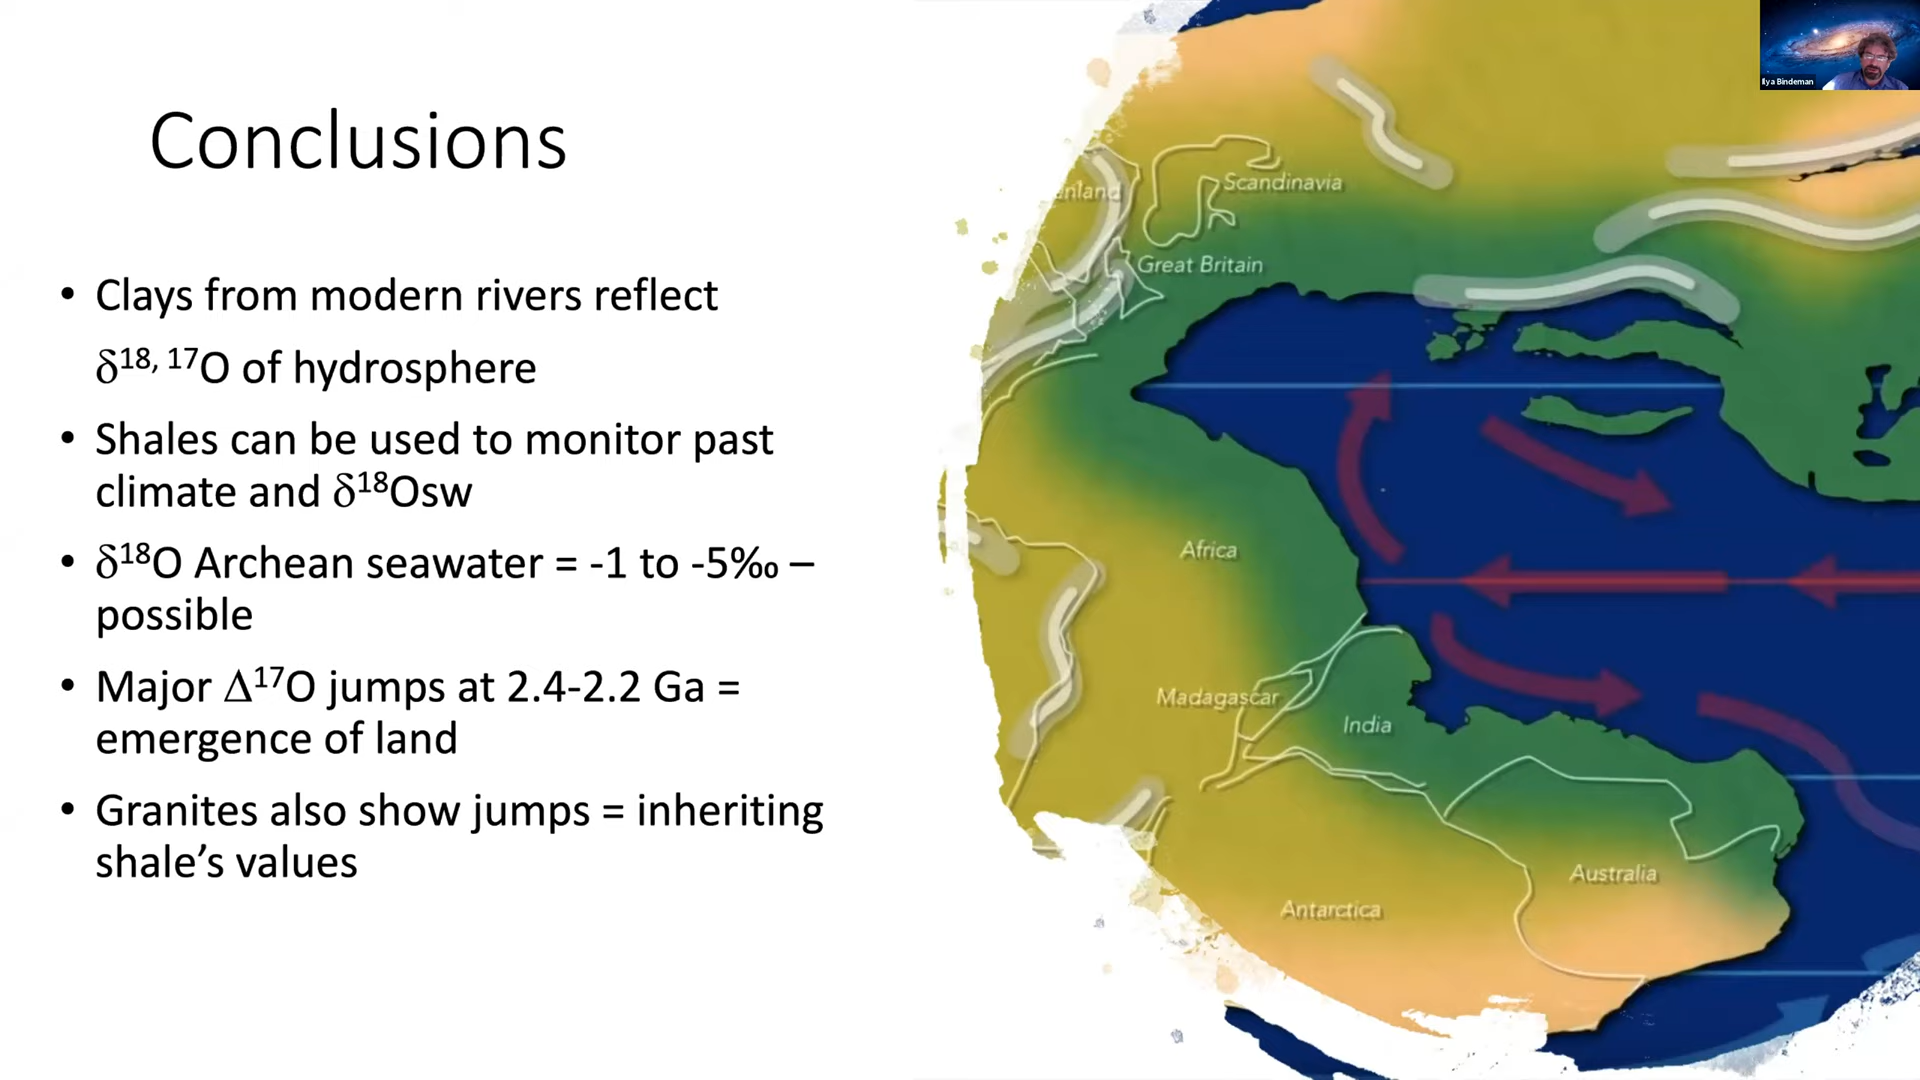 Ilya Bindeman
Conclusions
• Clays from modern rivers reflect
δ18, 17O of hydrosphere
• Shales can be used to monitor past
climate and δ18Osw
• δ18O Archean seawater = -1 to -5‰ –
possible
• Major Δ17O jumps at 2.4-2.2 Ga =
emergence of land
• Granites also show jumps = inheriting
shale’s values
enland
Scandinavia
Great Britain
Africa
Madagascar
India
Australia
Antarctica